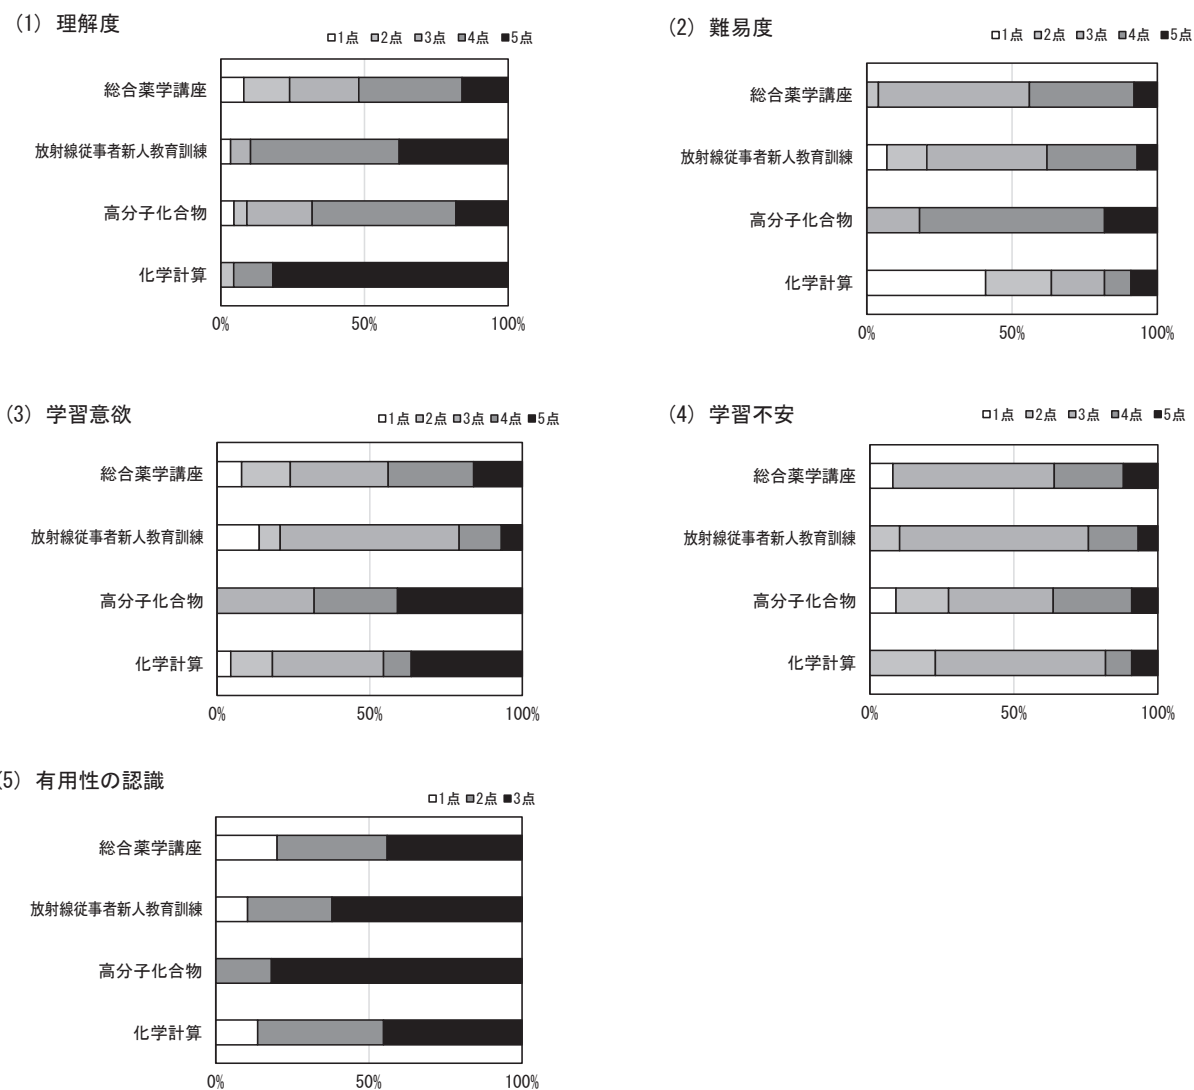 (1) 理解度
□1点 ■2点 ■3点 ■4点 ■5点
総合薬学講座
放射線従事者新人教育訓練
高分子化合物
化学計算
0% 50% 100%
(2) 難易度
□1点 ■2点 ■3点 ■4点 ■5点
総合薬学講座
放射線従事者新人教育訓練
高分子化合物
化学計算
0% 50% 100%
(3) 学習意欲
□1点 ■2点 ■3点 ■4点 ■5点
総合薬学講座
放射線従事者新人教育訓練
高分子化合物
化学計算
0% 50% 100%
(4) 学習不安
□1点 ■2点 ■3点 ■4点 ■5点
総合薬学講座
放射線従事者新人教育訓練
高分子化合物
化学計算
0% 50% 100%
(5) 有用性の認識
□1点 ■2点 ■3点
総合薬学講座
放射線従事者新人教育訓練
高分子化合物
化学計算
0% 50% 100%